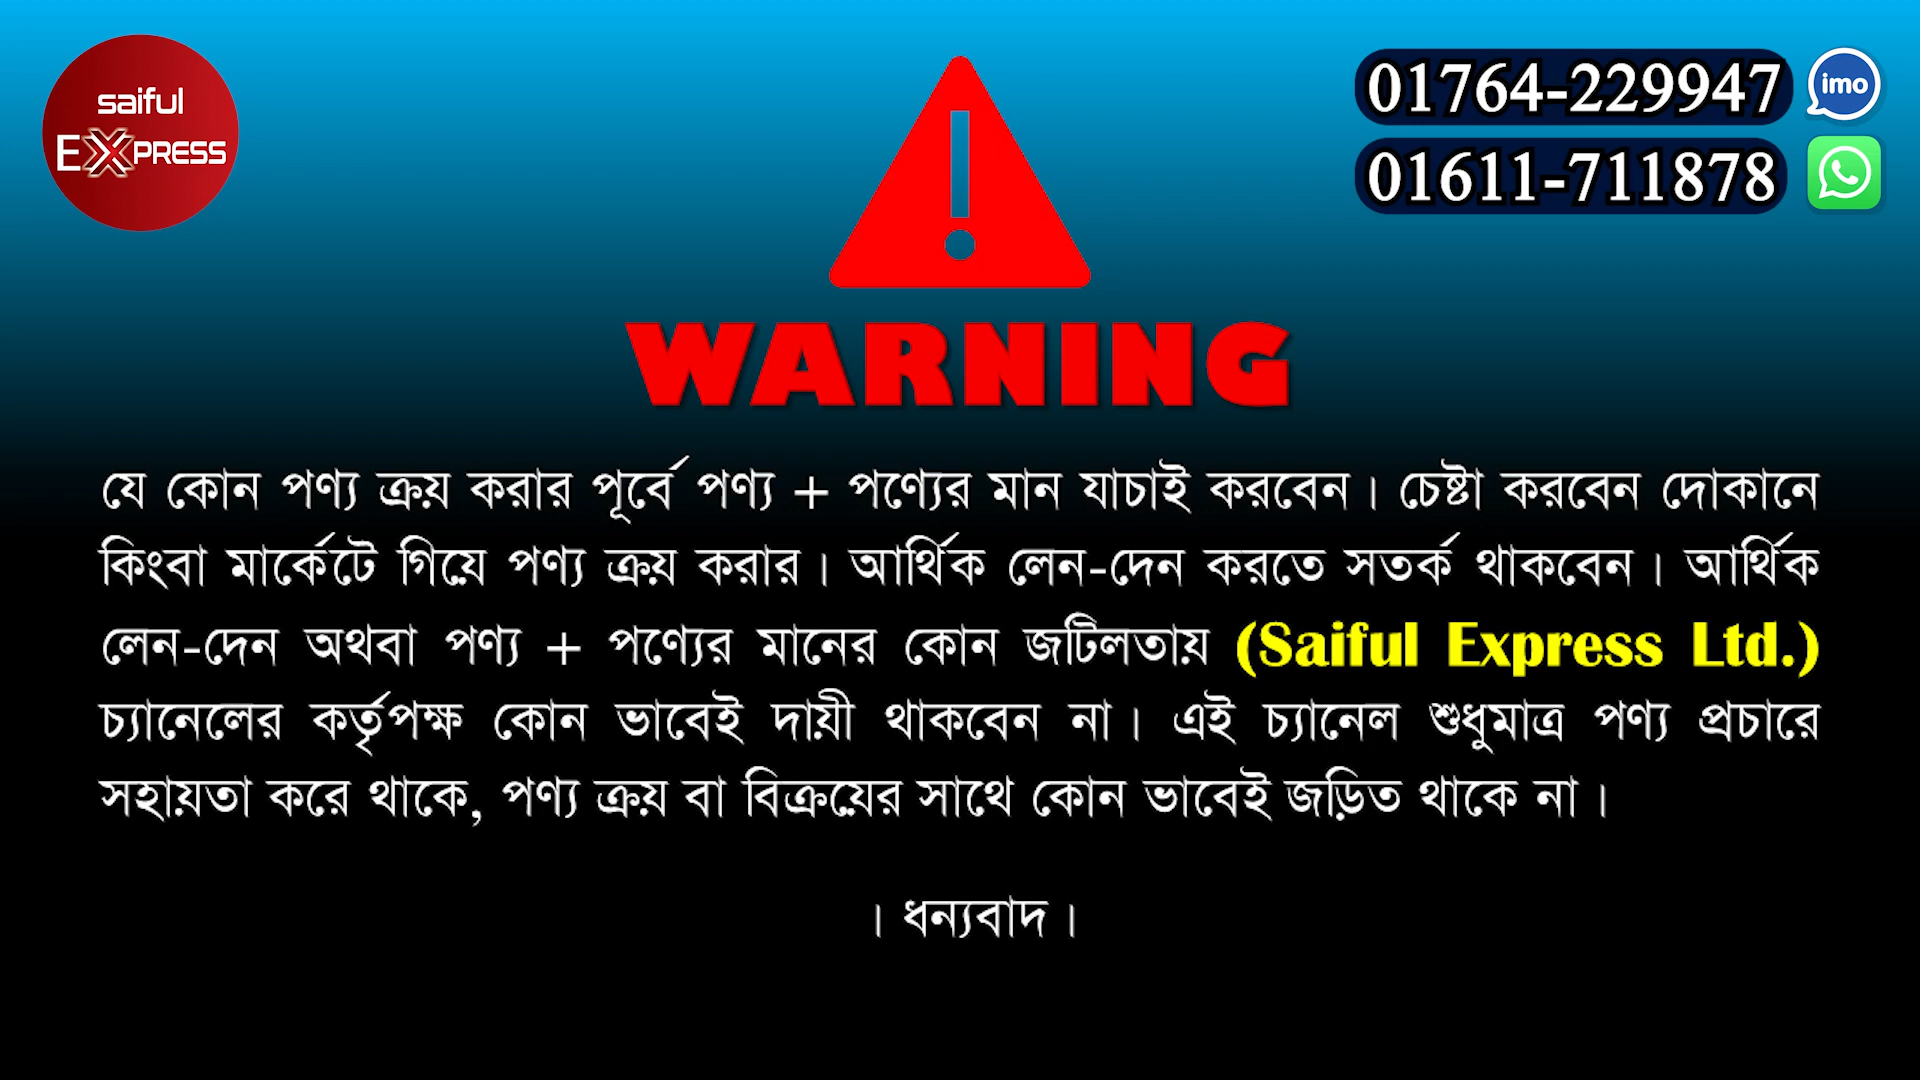 saiful
EXPRESS
01764-229947
imo
01611-711878
WARNING
যে কোন পণ্য ক্রয় করার পূর্বে পণ্য + পণ্যের মান যাচাই করবেন। চেষ্টা করবেন দোকানে
কিংবা মার্কেটে গিয়ে পণ্য ক্রয় করার। আর্থিক লেন-দেন করতে সতর্ক থাকবেন। আর্থিক
লেন-দেন অথবা পণ্য + পণ্যের মানের কোন জটিলতায় (Saiful Express Ltd.)
চ্যানেলের কর্তৃপক্ষ কোন ভাবেই দায়ী থাকবেন না। এই চ্যানেল শুধুমাত্র পণ্য প্রচারে
সহায়তা করে থাকে, পণ্য ক্রয় বা বিক্রয়ের সাথে কোন ভাবেই জড়িত থাকে না।
। ধন্যবাদ।